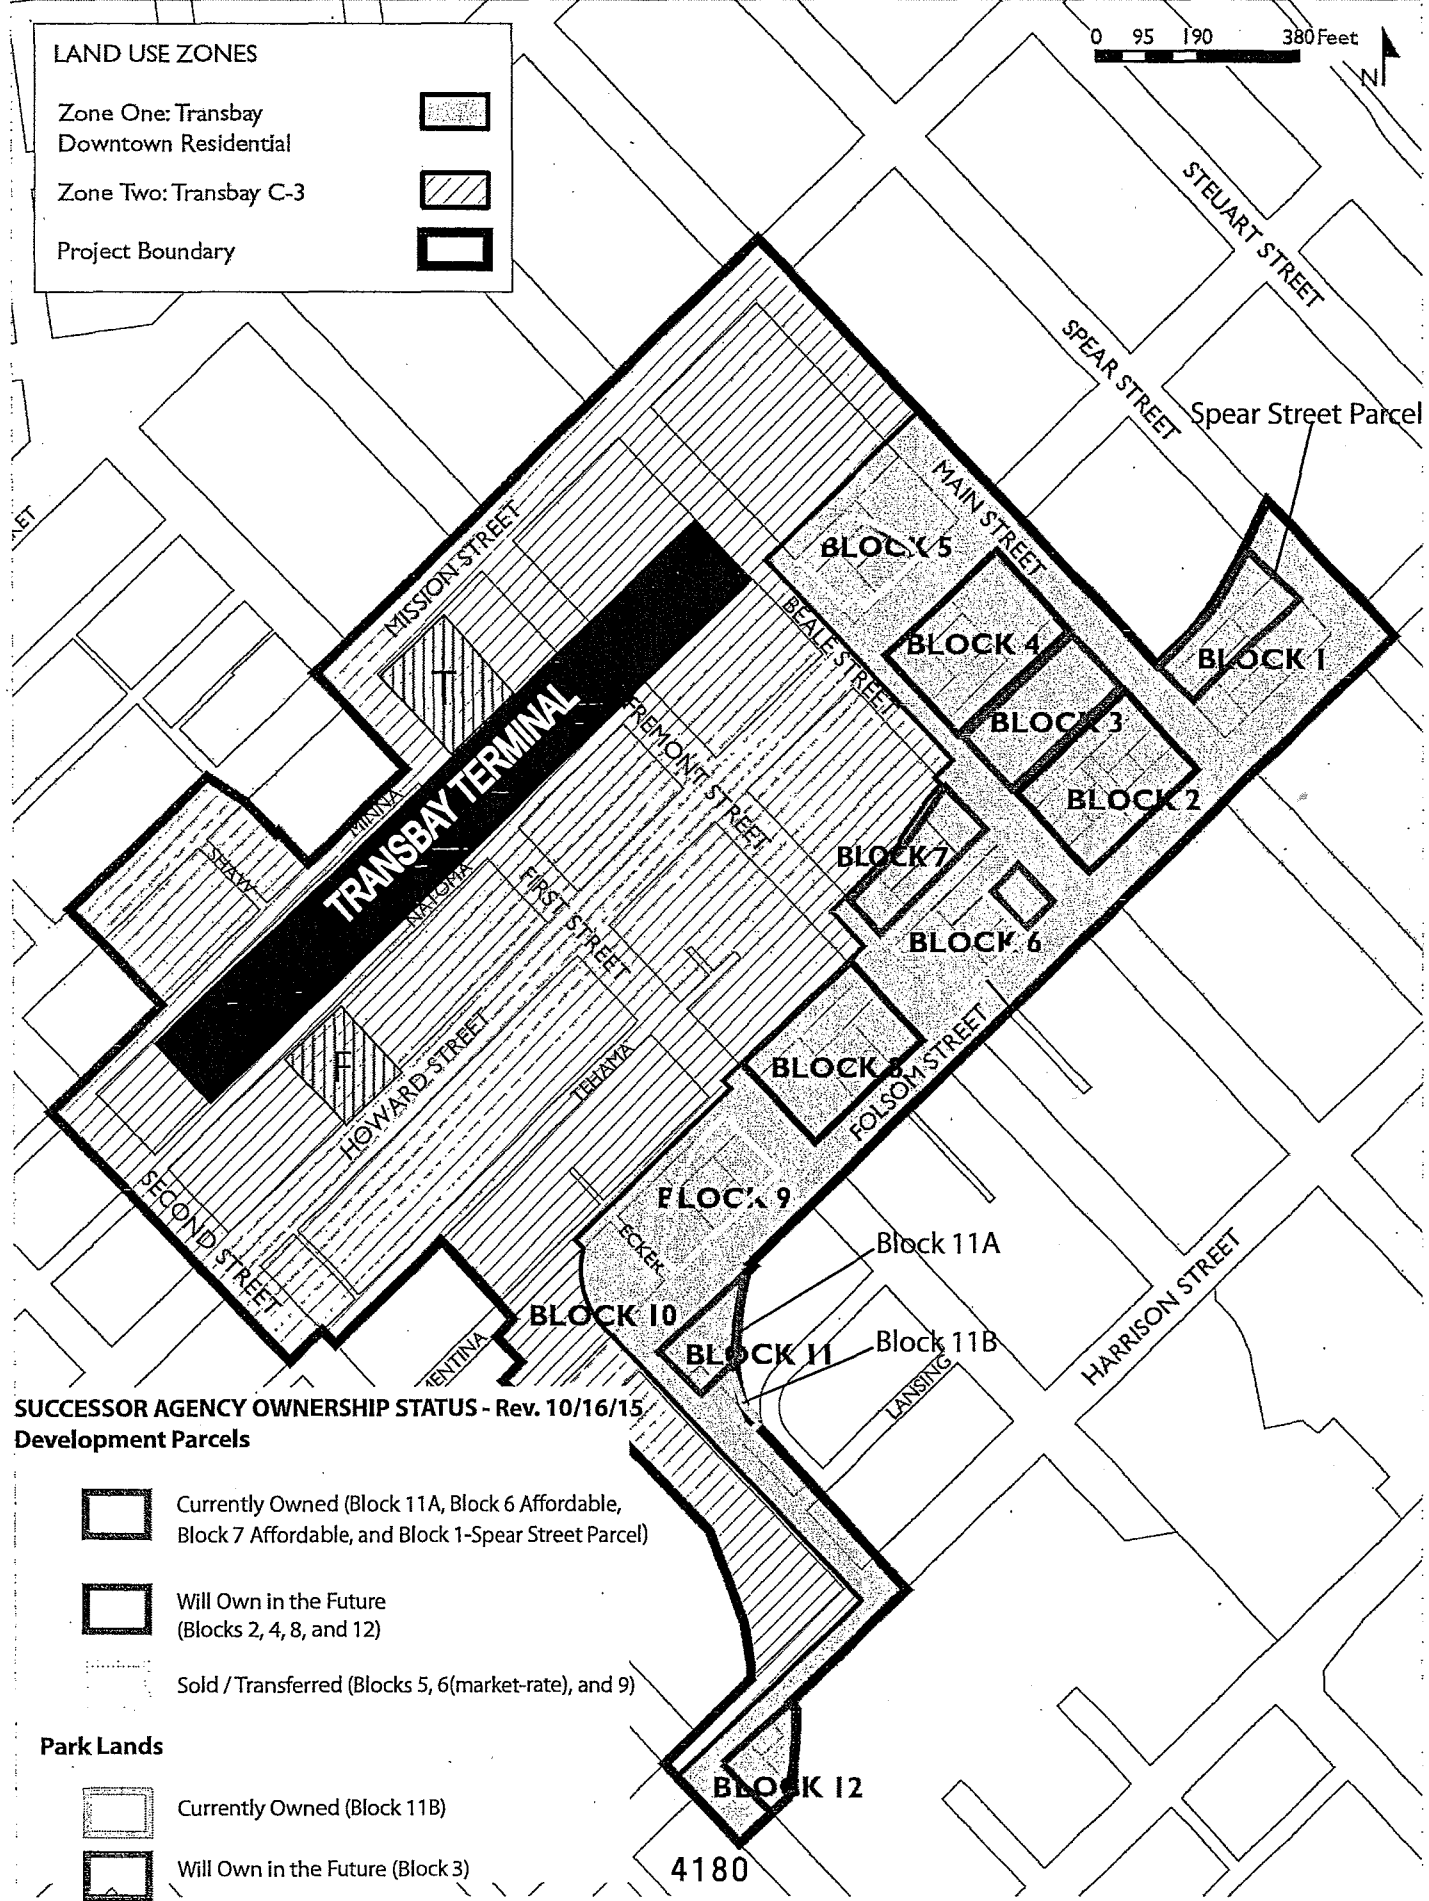 LAND USE ZONES
Zone One: Transbay
Downtown Residential
Zone Two: Transbay C-3
Project Boundary
0 95 190 380 Feet
N
STEUART STREET
SPEAR STREET
Spear Street Parcel
MAIN STREET
BLOCK 5
MISSION STREET
BEALE STREET
BLOCK 4
BLOCK 1
T
BLOCK 3
FREMONT STREET
TRANSBAY TERMINAL
BLOCK 2
MINNA
BLOCK 7
SHAW
NATOMA
FIRST STREET
BLOCK 6
F
HOWARD STREET
TEHAMA
BLOCK 8
FOLSOM STREET
SECOND STREET
BLOCK 9
ECKER
Block 11A
BLOCK 10
HARRISON STREET
BLOCK 11
Block 11B
LANSING
MENTINA
SUCCESSOR AGENCY OWNERSHIP STATUS - Rev. 10/16/15
Development Parcels
Currently Owned (Block 11A, Block 6 Affordable,
Block 7 Affordable, and Block 1-Spear Street Parcel)
Will Own in the Future
(Blocks 2, 4, 8, and 12)
Sold / Transferred (Blocks 5, 6(market-rate), and 9)
Park Lands
BLOCK 12
Currently Owned (Block 11B)
Will Own in the Future (Block 3)
4180